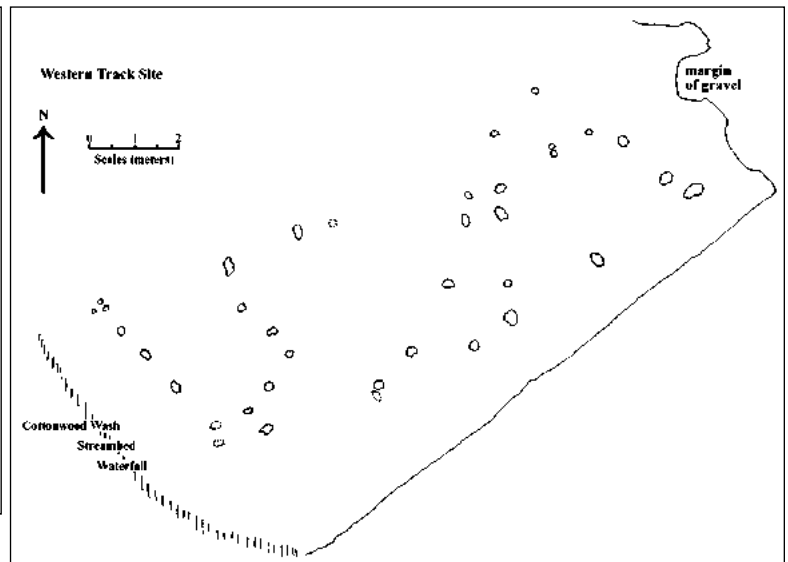 Western Track Site
margin
of gravel
N
0 1 2
Scales (meters)
Cottonwood Wash
Streambed
Waterfall